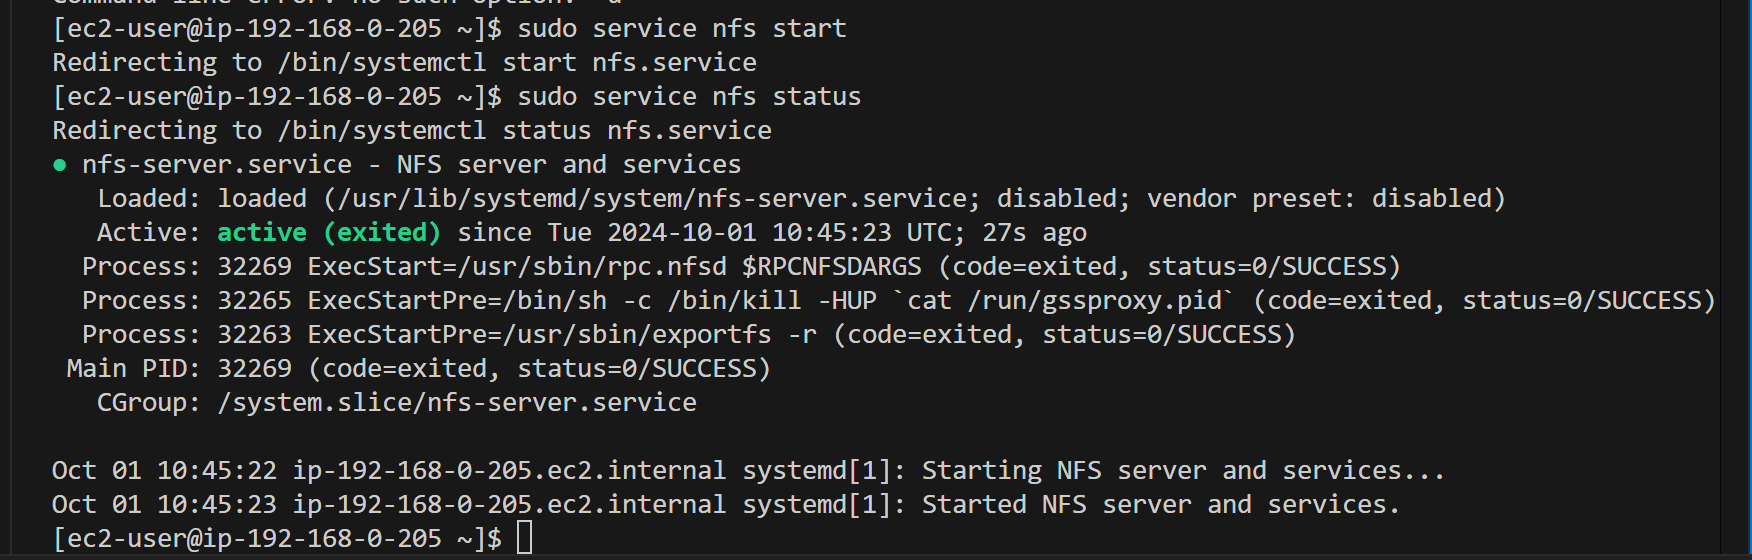 [ec2-user@ip-192-168-0-205 ~]$ sudo service nfs start
Redirecting to /bin/systemctl start nfs.service
[ec2-user@ip-192-168-0-205 ~]$ sudo service nfs status
Redirecting to /bin/systemctl status nfs.service
● nfs-server.service - NFS server and services
   Loaded: loaded (/usr/lib/systemd/system/nfs-server.service; disabled; vendor preset: disabled)
   Active: active (exited) since Tue 2024-10-01 10:45:23 UTC; 27s ago
  Process: 32269 ExecStart=/usr/sbin/rpc.nfsd $RPCNFSDARGS (code=exited, status=0/SUCCESS)
  Process: 32265 ExecStartPre=/bin/sh -c /bin/kill -HUP `cat /run/gssproxy.pid` (code=exited, status=0/SUCCESS)
  Process: 32263 ExecStartPre=/usr/sbin/exportfs -r (code=exited, status=0/SUCCESS)
 Main PID: 32269 (code=exited, status=0/SUCCESS)
   CGroup: /system.slice/nfs-server.service

Oct 01 10:45:22 ip-192-168-0-205.ec2.internal systemd[1]: Starting NFS server and services...
Oct 01 10:45:23 ip-192-168-0-205.ec2.internal systemd[1]: Started NFS server and services.
[ec2-user@ip-192-168-0-205 ~]$